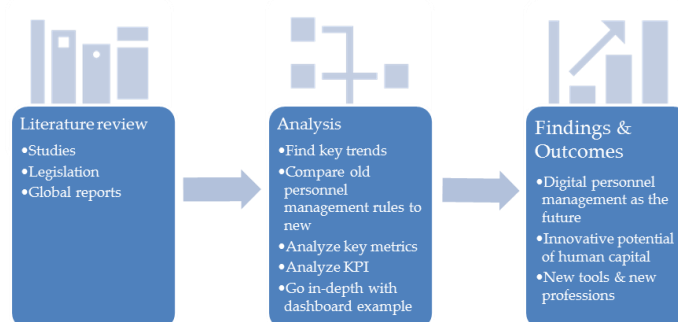 Literature review
•Studies
•Legislation
•Global reports
Analysis
•Find key trends
•Compare old
personnel
management rules to
new
•Analyze key metrics
•Analyze KPI
•Go in-depth with
dashboard example
Findings &
Outcomes
•Digital personnel
management as the
future
•Innovative potential
of human capital
•New tools & new
professions